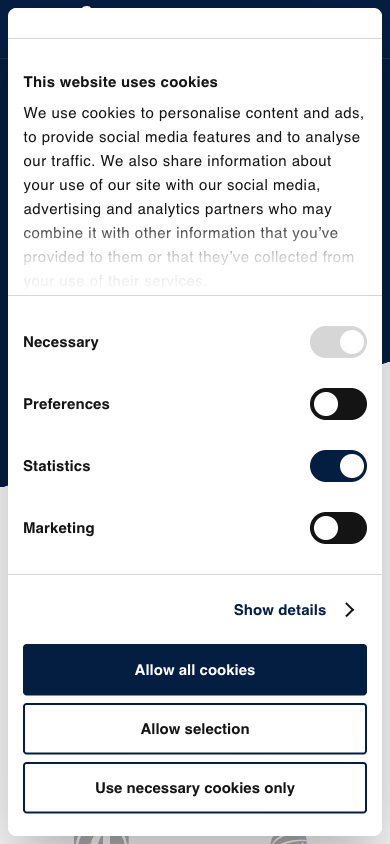 This website uses cookies
We use cookies to personalise content and ads,
to provide social media features and to analyse
our traffic. We also share information about
your use of our site with our social media,
advertising and analytics partners who may
combine it with other information that you’ve
provided to them or that they’ve collected from
your use of their services.
Necessary
Preferences
Statistics
Marketing
Show details
Allow all cookies
Allow selection
Use necessary cookies only